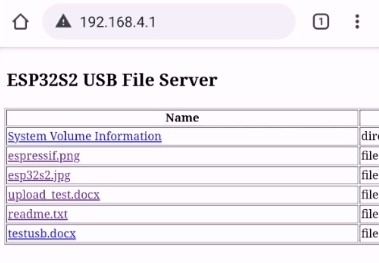 192.168.4.1
1
ESP32S2 USB File Server
Name
System Volume Information
espressif.png file
esp32s2.jpg file
upload_test.docx file
readme.txt file
testusb.docx file